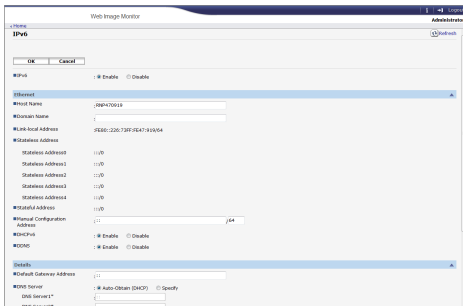 Logout
Web Image Monitor
Administrator
Home
IPv6
Refresh
OK Cancel
■IPv6 : Enable Disable
Ethernet
■Host Name : RNP470919
■Domain Name :
■Link-local Address :FE80::226:73FF:FE47:919/64
■Stateless Address
Stateless Address0 :::/0
Stateless Address1 :::/0
Stateless Address2 :::/0
Stateless Address3 :::/0
Stateless Address4 :::/0
■Stateful Address :::/0
■Manual Configuration Address : :: / 64
■DHCPv6 : Enable Disable
■DDNS : Enable Disable
Details
■Default Gateway Address : ::
■DNS Server : Auto-Obtain (DHCP) Specify
DNS Server1* : ::